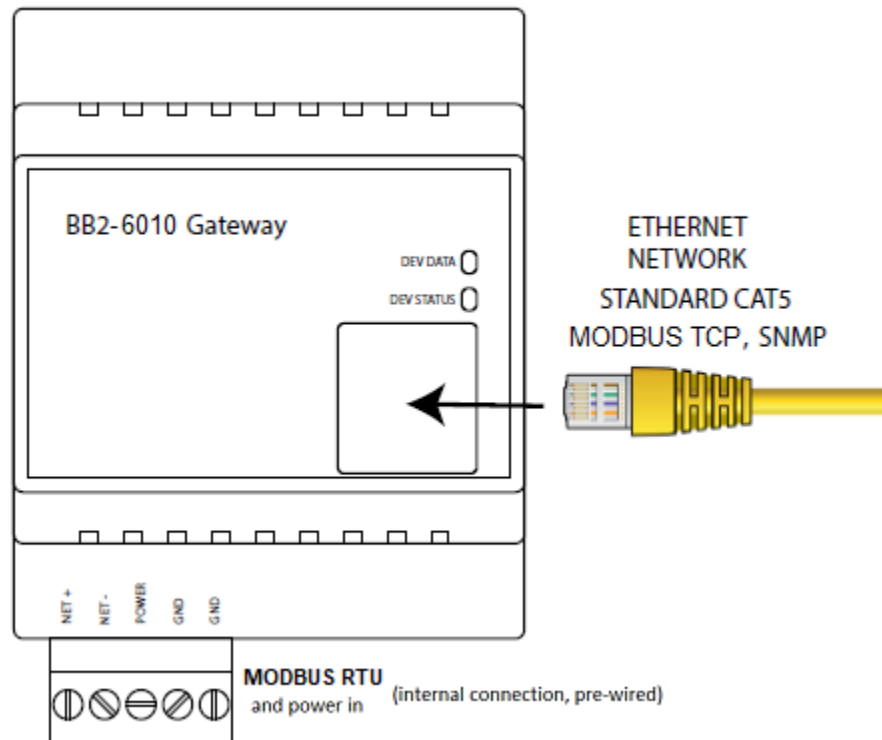 BB2-6010 Gateway
DEV DATA
DEV STATUS
ETHERNET
NETWORK
STANDARD CAT5
MODBUS TCP, SNMP
NET +
NET -
POWER
GND
GND
MODBUS RTU
and power in
(internal connection, pre-wired)